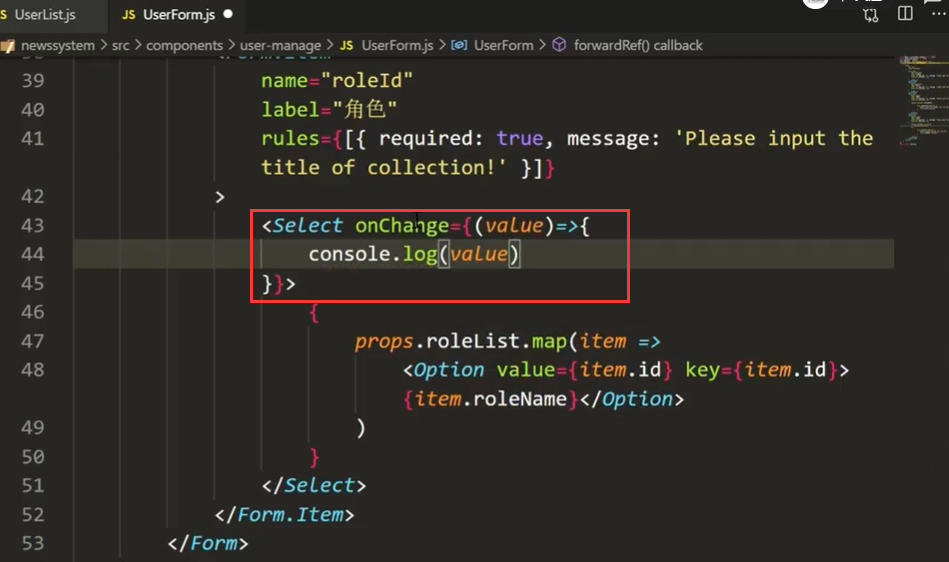 JS UserList.js JS UserForm.js
newssystem > src > components > user-manage > JS UserForm.js > UserForm > forwardRef() callback
39 name="roleId"
40 label="角色"
41 rules={[{ required: true, message: 'Please input the
title of collection!' }]}
42 >
43 <Select onChange={(value)=>{
44 console.log(value)
45 }}>
46 {
47 props.roleList.map(item =>
48 <Option value={item.id} key={item.id}>
{item.roleName}</Option>
49 )
50 }
51 </Select>
52 </Form.Item>
53 </Form>